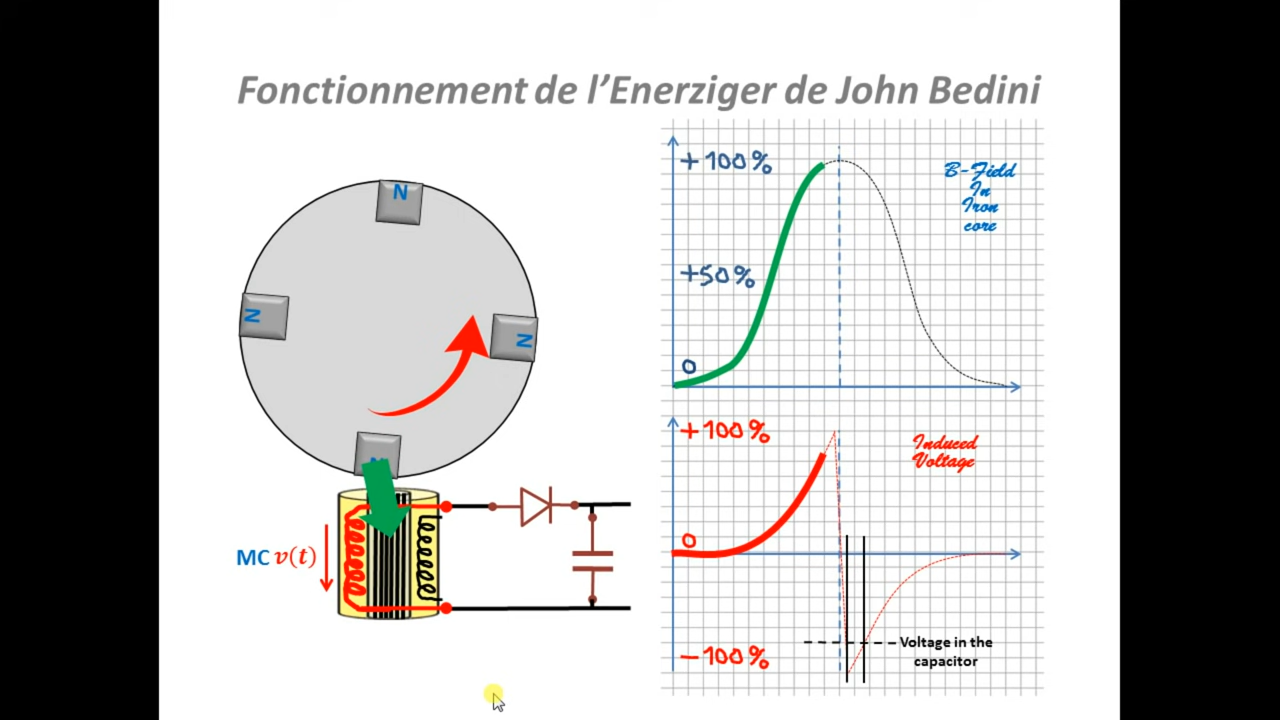 Fonctionnement de l'Enerziger de John Bedini
+100%
B-Field
In
Iron
core
+50%
0
N
N
N
N
MC v(t)
+100%
Induced
Voltage
0
Voltage in the
capacitor
-100%